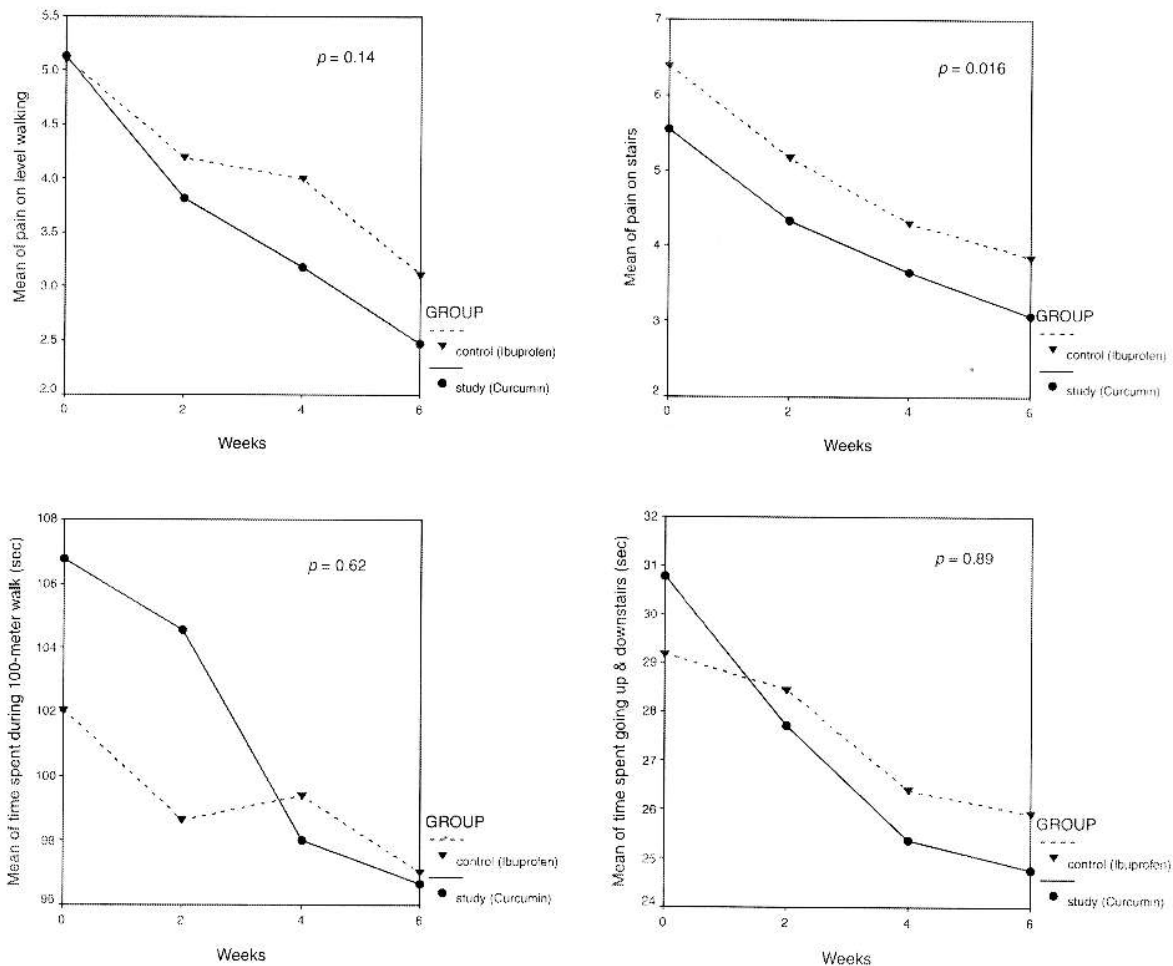 Mean of pain on level walking
5.5
5.0
4.5
4.0
3.5
3.0
2.5
2.0
p = 0.14
0
2
4
6
Weeks
GROUP
control (Ibuprofen)
study (Curcumin)
Mean of pain on stairs
7
6
5
4
3
2
p = 0.016
0
2
4
6
Weeks
GROUP
control (Ibuprofen)
study (Curcumin)
Mean of time spent during 100-meter walk (sec)
108
106
104
102
100
98
96
p = 0.62
0
2
4
6
Weeks
GROUP
control (Ibuprofen)
study (Curcumin)
Mean of time spent going up & downstairs (sec)
32
31
30
29
28
27
26
25
24
p = 0.89
0
2
4
6
Weeks
GROUP
control (Ibuprofen)
study (Curcumin)